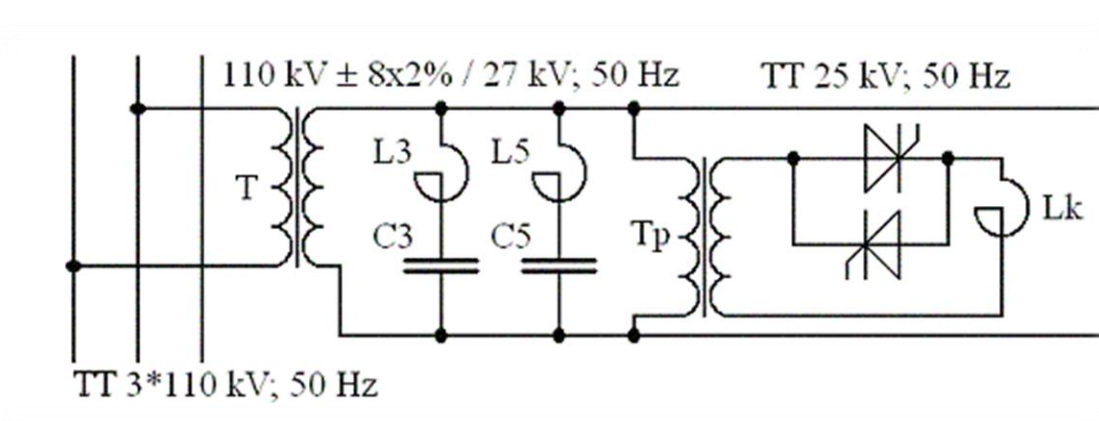 110 kV ± 8x2% / 27 kV; 50 Hz
TT 25 kV; 50 Hz
L3
L5
T
C3
C5
Tp
Lk
TT 3*110 kV; 50 Hz